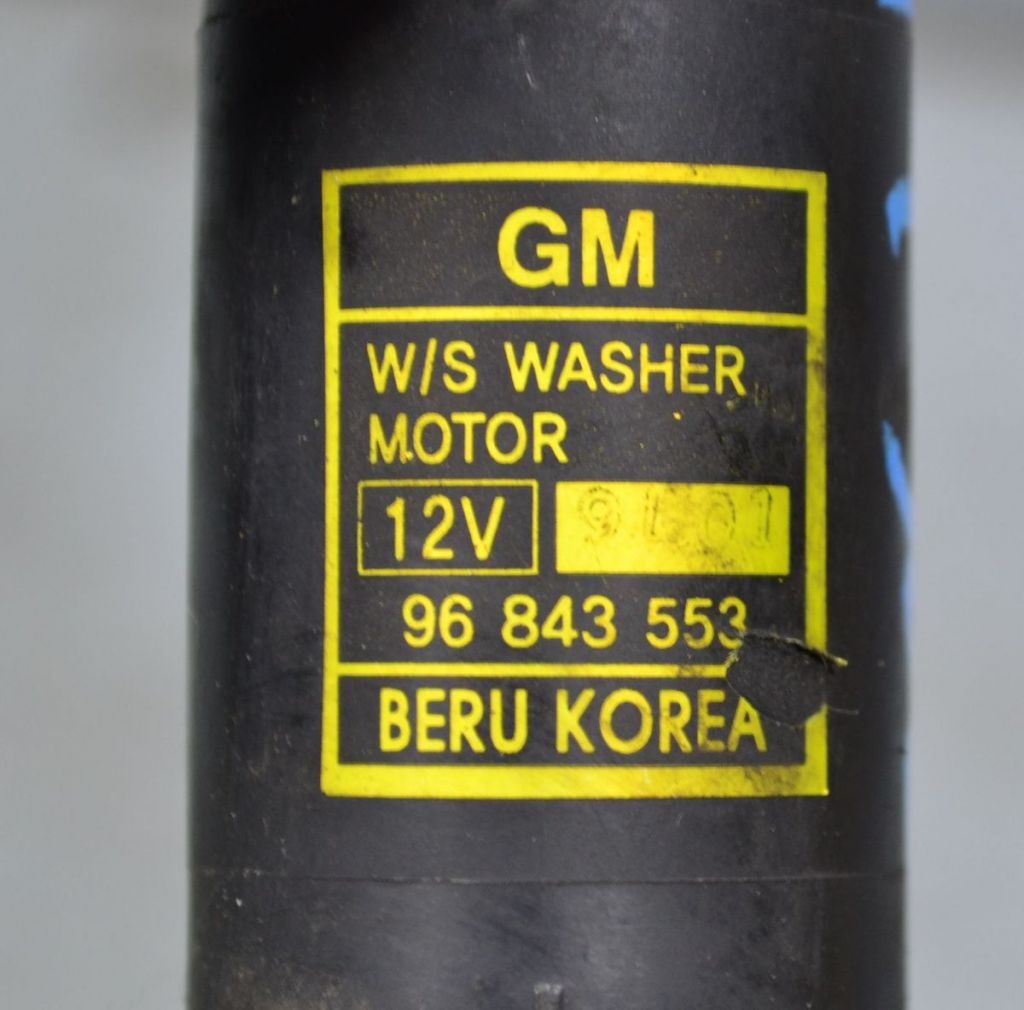 GM
W/S WASHER
MOTOR
12V
96 843 553
BERU KOREA